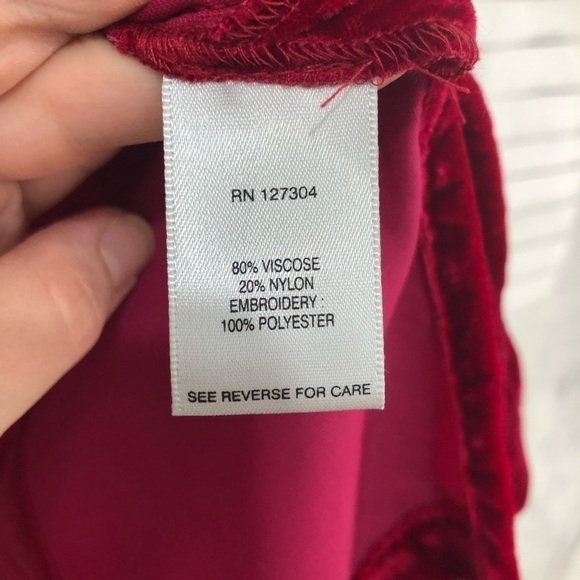 RN 127304
80% VISCOSE
20% NYLON
EMBROIDERY :
100% POLYESTER
SEE REVERSE FOR CARE